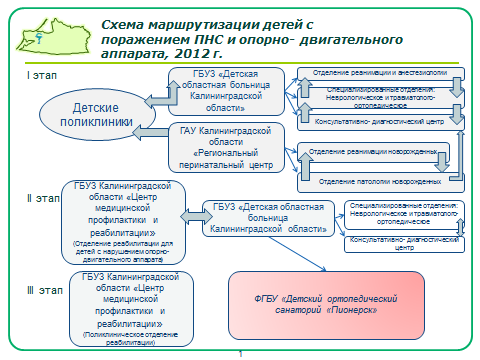 Схема маршрутизации детей с
поражением ПНС и опорно- двигательного
аппарата, 2012 г.
I этап
Детские
поликлиники
ГБУЗ «Детская
областная больница
Калининградской
области»
Отделение реанимации и анестезиологии
Специализированные отделения:
Неврологическое и травматолого-
ортопедическое
Консультативно- диагностический центр
ГАУ Калининградской
области
«Региональный
перинатальный центр
Отделение реанимации новорожденных
Отделение патологии новорожденных
II этап
ГБУЗ Калининградской
области «Центр
медицинской
профилактики и
реабилитации»
(Отделение реабилитации для
детей с нарушением опорно-
двигательного аппарата)
ГБУЗ «Детская областная
больница
Калининградской области»
Специализированные отделения:
Неврологическое и травматолого-
ортопедическое
Консультативно- диагностический
центр
III этап
ГБУЗ Калининградской
области «Центр
медицинской
профилактики и
реабилитации»
(Поликлиническое отделение
реабилитации)
ФГБУ «Детский ортопедический
санаторий «Пионерск»
1